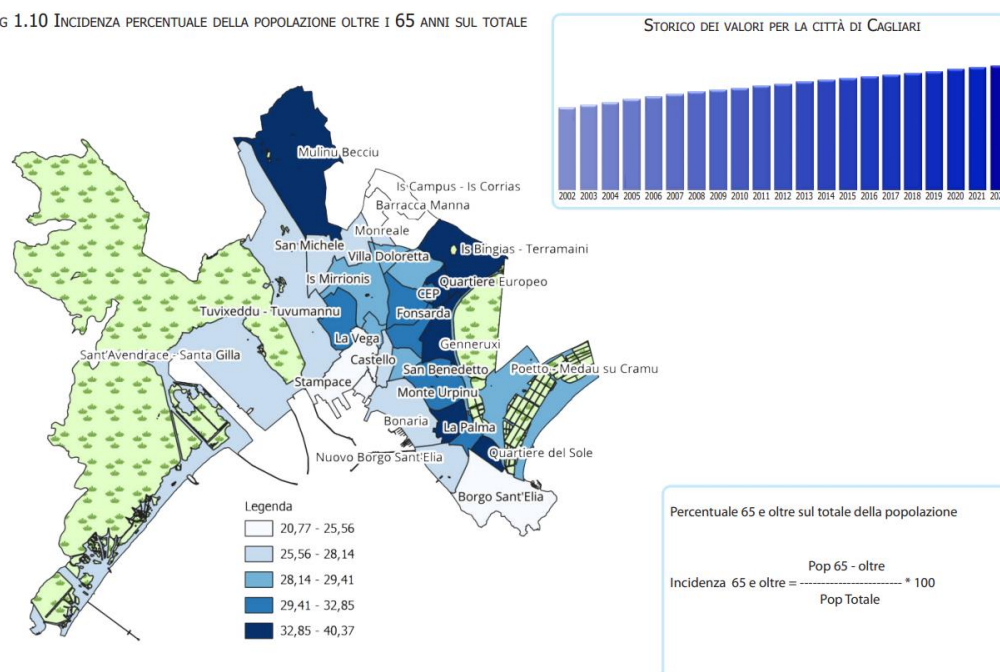 G 1.10 Incidenza percentuale della popolazione oltre i 65 anni sul totale
Storico dei valori per la città di Cagliari
2002 2003 2004 2005 2006 2007 2008 2009 2010 2011 2012 2013 2014 2015 2016 2017 2018 2019 2020 2021 202
Mulinu Becciu
Is Campus - Is Corrias
Barracca Manna
Monreale
San Michele
Is Bingias - Terramaini
Villa Doloretta
Is Mirrionis
Quartiere Europeo
CEP
Tuvixeddu - Tuvumannu
Fonsarda
La Vega
Genneruxi
Sant'Avendrace - Santa Gilla
Castello
San Benedetto
Poetto - Medau su Cramu
Stampace
Monte Urpinu
Bonaria
La Palma
Nuovo Borgo Sant'Elia
Quartiere del Sole
Borgo Sant'Elia
Legenda
20,77 - 25,56
25,56 - 28,14
28,14 - 29,41
29,41 - 32,85
32,85 - 40,37
Percentuale 65 e oltre sul totale della popolazione
Pop 65 - oltre
Incidenza 65 e oltre = ------------------------ * 100
Pop Totale